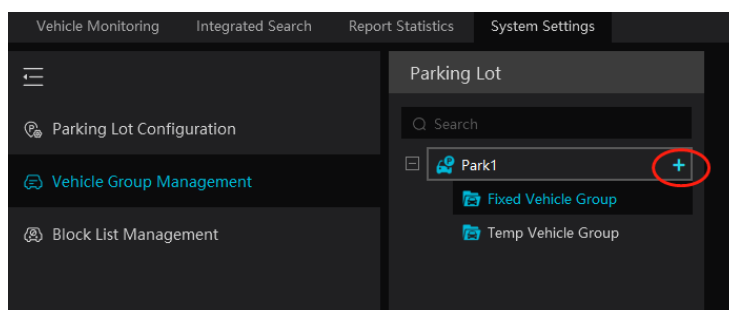 Vehicle Monitoring Integrated Search Report Statistics System Settings
Parking Lot
Search
Parking Lot Configuration
Park1
Vehicle Group Management
Fixed Vehicle Group
Block List Management
Temp Vehicle Group